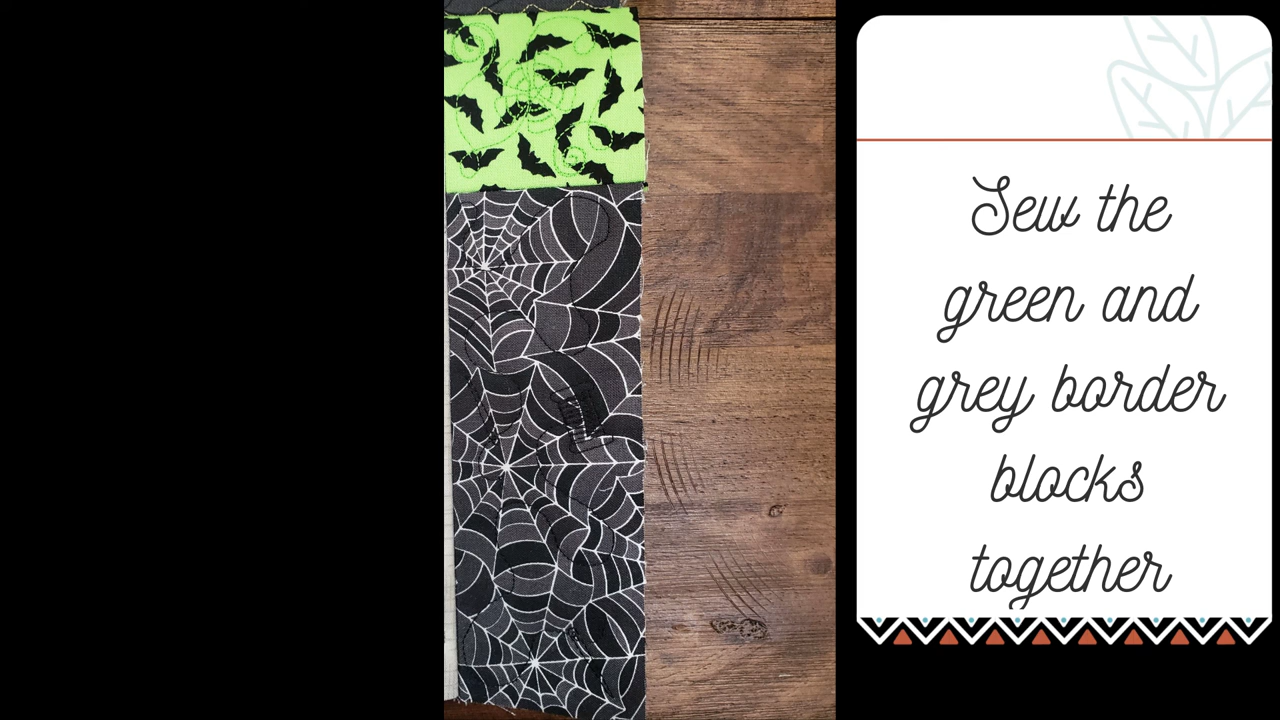 Sew the
green and
grey border
blocks
together